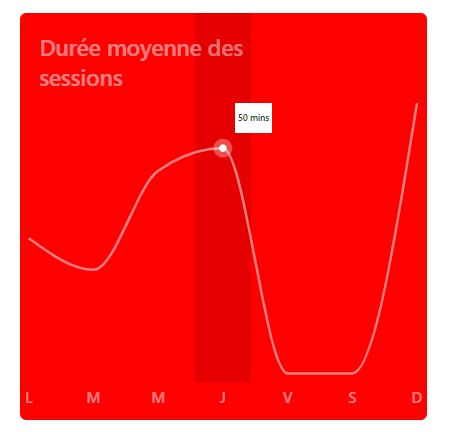 Durée moyenne des
sessions
50 mins
L M M J V S D